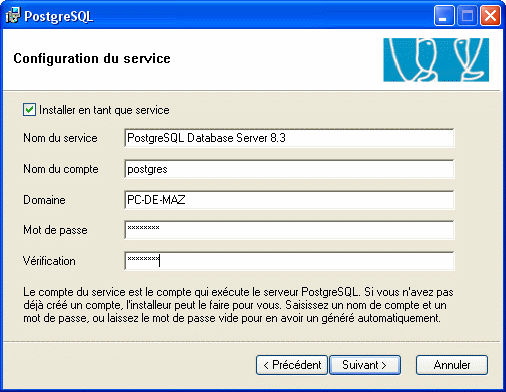 PostgreSQL
Configuration du service
Installer en tant que service
Nom du service PostgreSQL Database Server 8.3
Nom du compte postgres
Domaine PC-DE-MAZ
Mot de passe ********
Vérification ********
Le compte du service est le compte qui exécute le serveur PostgreSQL. Si vous n'avez pas
déjà créé un compte, l'installeur peut le faire pour vous. Saisissez un nom de compte et un
mot de passe, ou laissez le mot de passe vide pour en avoir un généré automatiquement.
< Précédent Suivant > Annuler